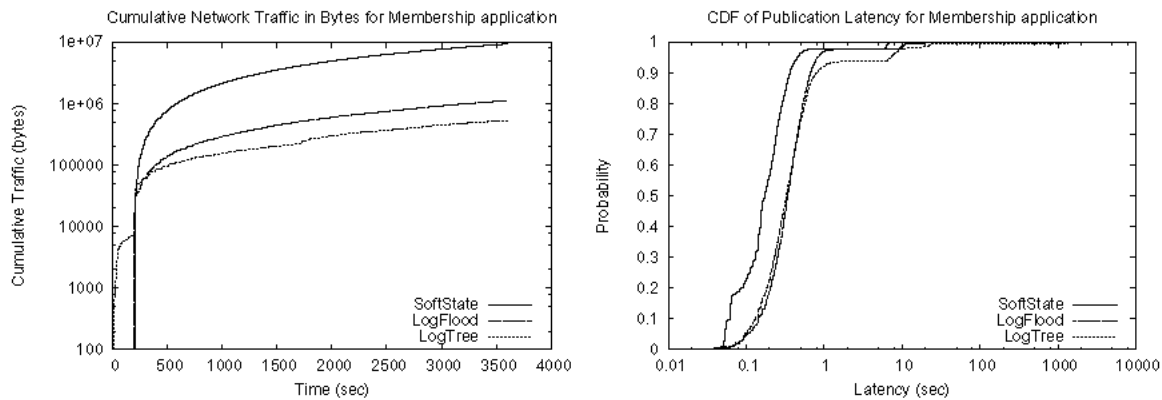 Cumulative Network Traffic in Bytes for Membership application
Cumulative Traffic (bytes)
1e+07
1e+06
100000
10000
1000
100
0 500 1000 1500 2000 2500 3000 3500 4000
Time (sec)
SoftState
LogFlood
LogTree
CDF of Publication Latency for Membership application
Probability
1
0.9
0.8
0.7
0.6
0.5
0.4
0.3
0.2
0.1
0
0.01 0.1 1 10 100 1000 10000
Latency (sec)
SoftState
LogFlood
LogTree